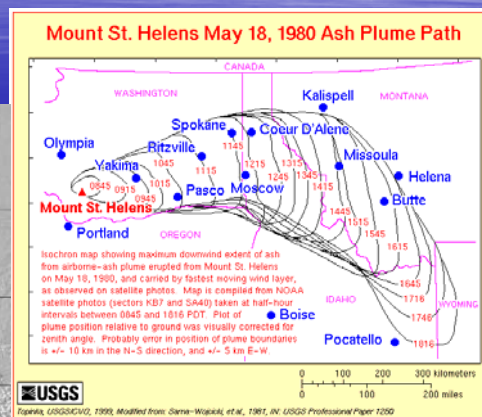 Mount St. Helens May 18, 1980 Ash Plume Path
CANADA
WASHINGTON
MONTANA
Kalispell
Spokane
Coeur D'Alene
Olympia
Ritzville
1145
Yakima
1045
1215
1315
1345
Missoula
1115
1245
1415
Helena
0845
0915
1015
0945
Pasco
Moscow
Butte
Mount St. Helens
1445
1515
1545
1615
Portland
OREGON
Isochron map showing maximum downwind extent of ash
from airborne-ash plume erupted from Mount St. Helens
on May 18, 1980, and carried by fastest moving wind layer,
as observed on satellite photos. Map is compiled from NOAA
satellite photos (sectors KB7 and SA40) taken at half-hour
intervals between 0845 and 1816 PDT. Plot of
plume position relative to ground was visually corrected for
zenith angle. Probably error in position of plume boundaries
is +/- 10 km in the N-S direction, and +/- 5 km E-W.
1645
1716
IDAHO
WYOMING
1746
Boise
1816
Pocatello
0 100 200 300 kilometers
0 100 200 miles
USGS
Topinka, USGS/CVO, 1999, Modified from: Sarna-Wojcicki, et.al., 1981, IN: USGS Professional Paper 1250